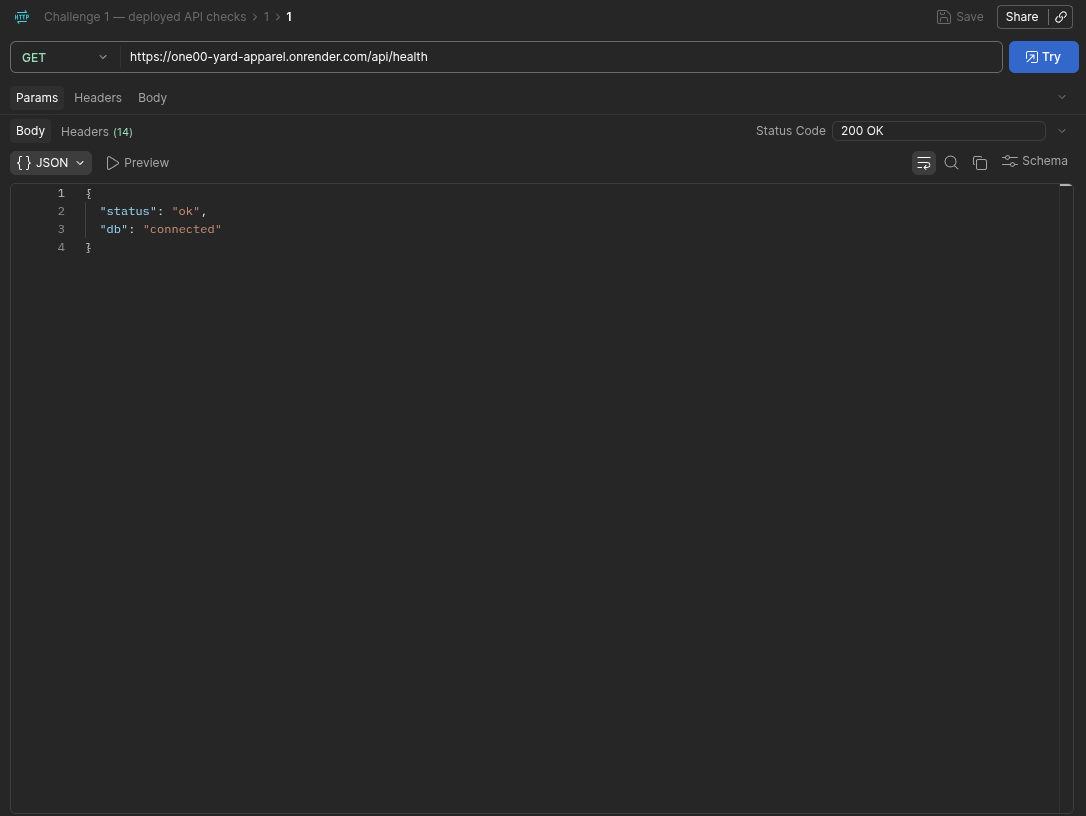 HTTP Challenge 1 — deployed API checks > 1 > 1 Save Share
GET https://one00-yard-apparel.onrender.com/api/health Try
Params Headers Body
Body Headers (14) Status Code 200 OK
{ } JSON Preview Schema
1 {
2 "status": "ok",
3 "db": "connected"
4 }